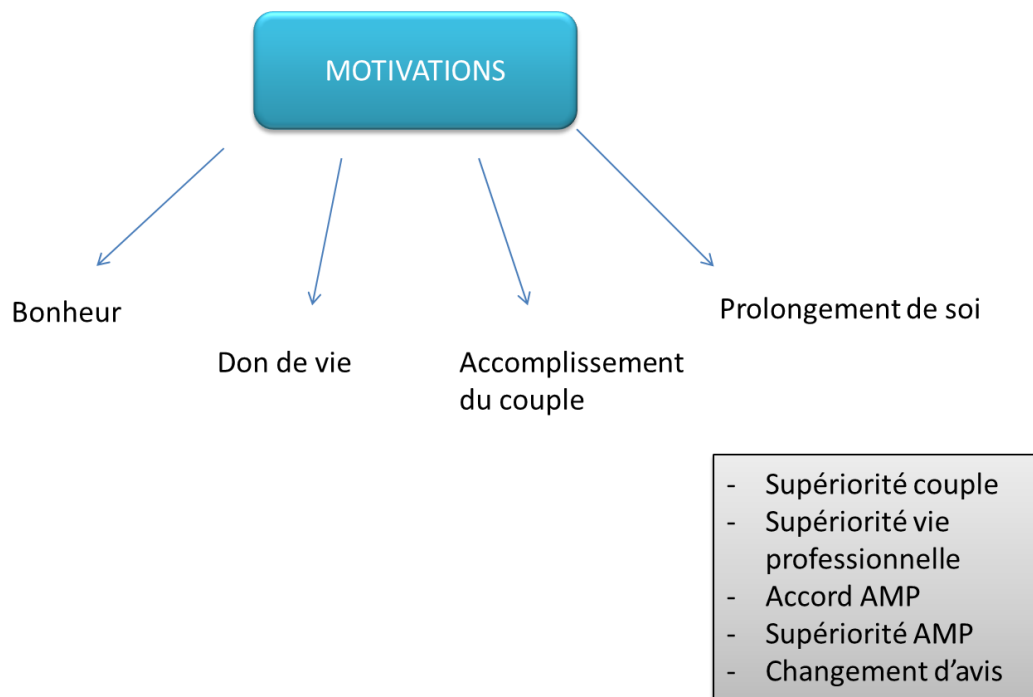 MOTIVATIONS
Bonheur
Prolongement de soi
Don de vie
Accomplissement
du couple
- Supériorité couple
- Supériorité vie
professionnelle
- Accord AMP
- Supériorité AMP
- Changement d'avis